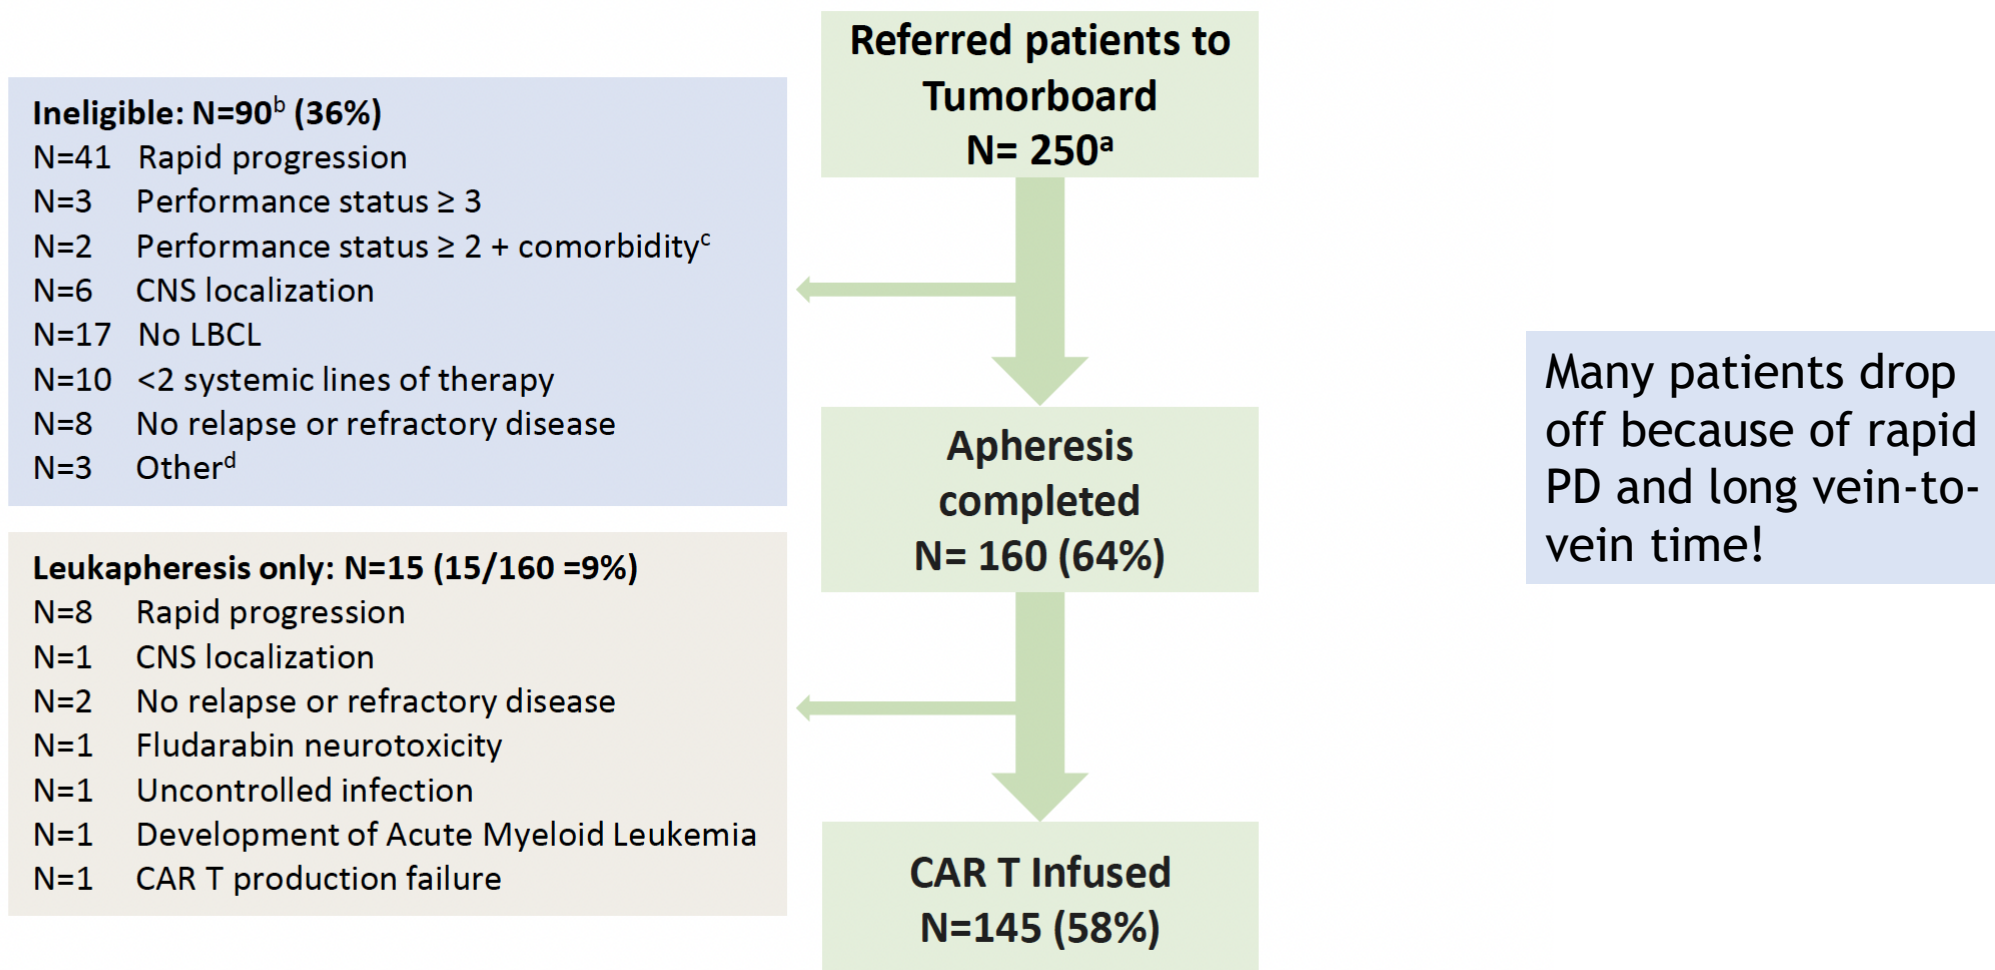 Referred patients to
Tumorboard
N= 250ᵃ
Ineligible: N=90ᵇ (36%)
N=41 Rapid progression
N=3 Performance status ≥ 3
N=2 Performance status ≥ 2 + comorbidityᶜ
N=6 CNS localization
N=17 No LBCL
N=10 <2 systemic lines of therapy
N=8 No relapse or refractory disease
N=3 Otherᵈ
Apheresis
completed
N= 160 (64%)
Leukapheresis only: N=15 (15/160 =9%)
N=8 Rapid progression
N=1 CNS localization
N=2 No relapse or refractory disease
N=1 Fludarabin neurotoxicity
N=1 Uncontrolled infection
N=1 Development of Acute Myeloid Leukemia
N=1 CAR T production failure
CAR T Infused
N=145 (58%)
Many patients drop
off because of rapid
PD and long vein-to-
vein time!